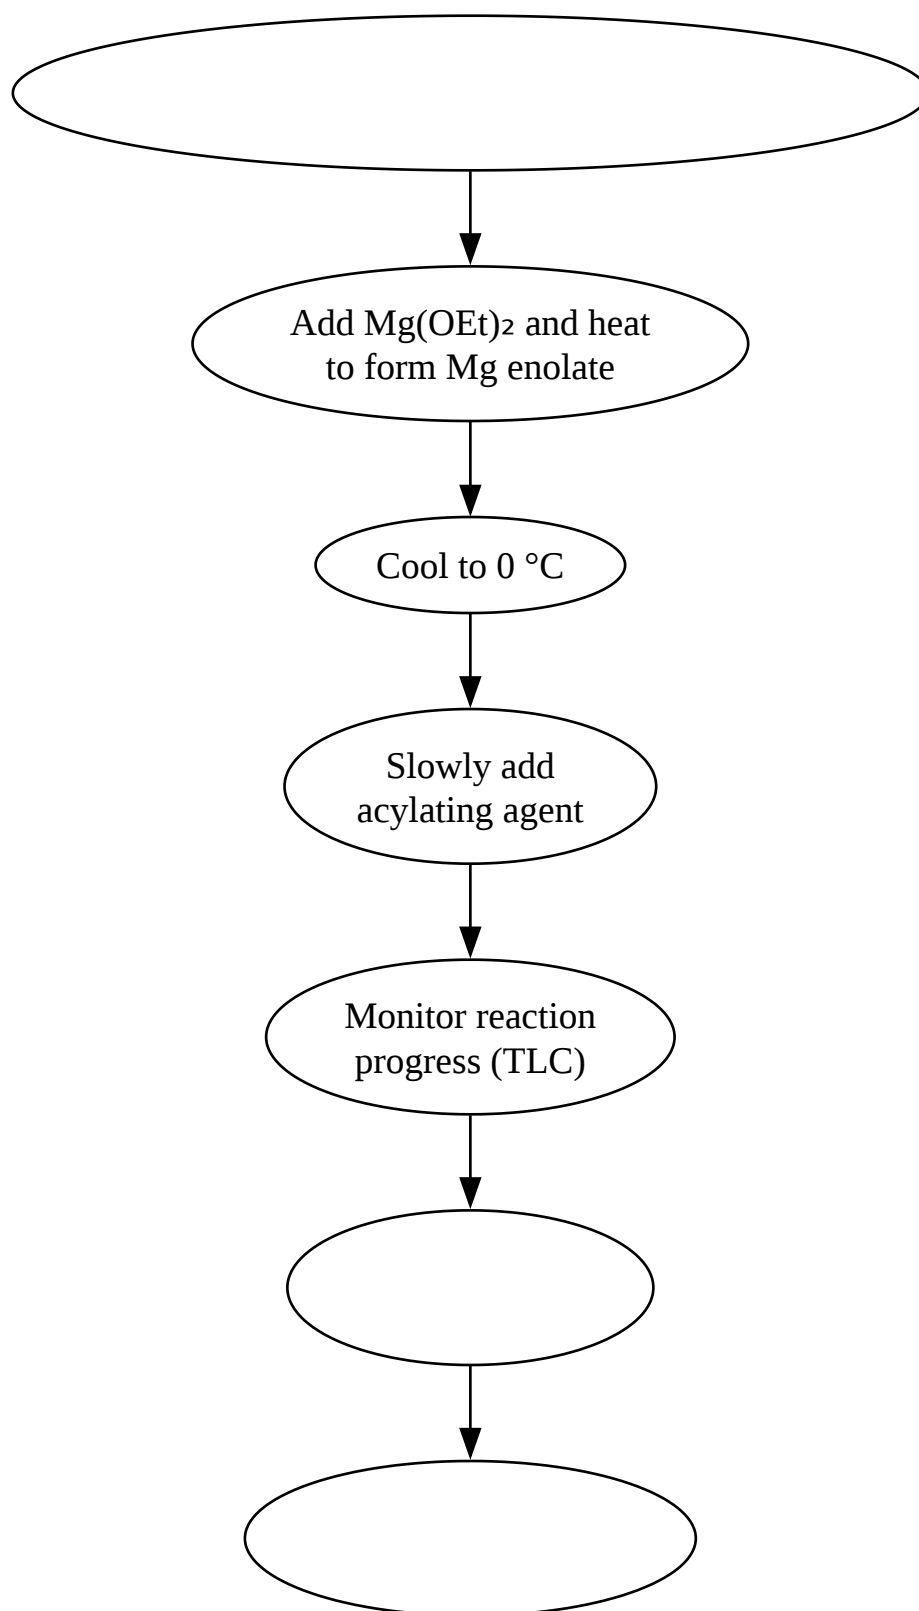 Add Mg(OEt)₂ and heat
to form Mg enolate
Cool to 0 °C
Slowly add
acylating agent
Monitor reaction
progress (TLC)